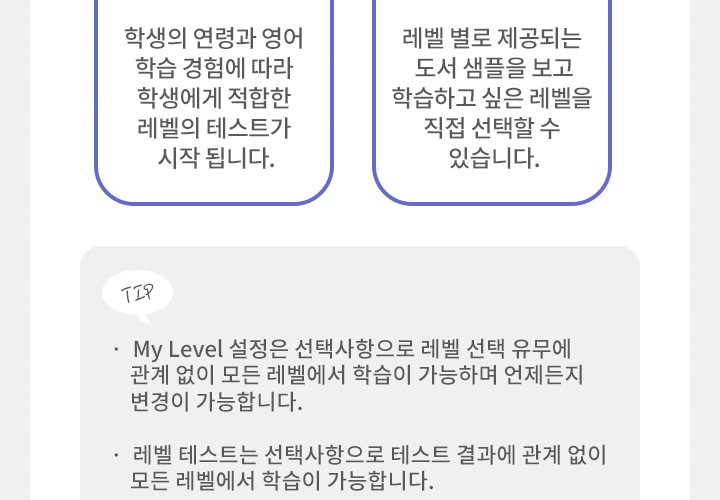 학생의 연령과 영어
학습 경험에 따라
학생에게 적합한
레벨의 테스트가
시작 됩니다.
레벨 별로 제공되는
도서 샘플을 보고
학습하고 싶은 레벨을
직접 선택할 수
있습니다.
TIP
· My Level 설정은 선택사항으로 레벨 선택 유무에
관계 없이 모든 레벨에서 학습이 가능하며 언제든지
변경이 가능합니다.
· 레벨 테스트는 선택사항으로 테스트 결과에 관계 없이
모든 레벨에서 학습이 가능합니다.